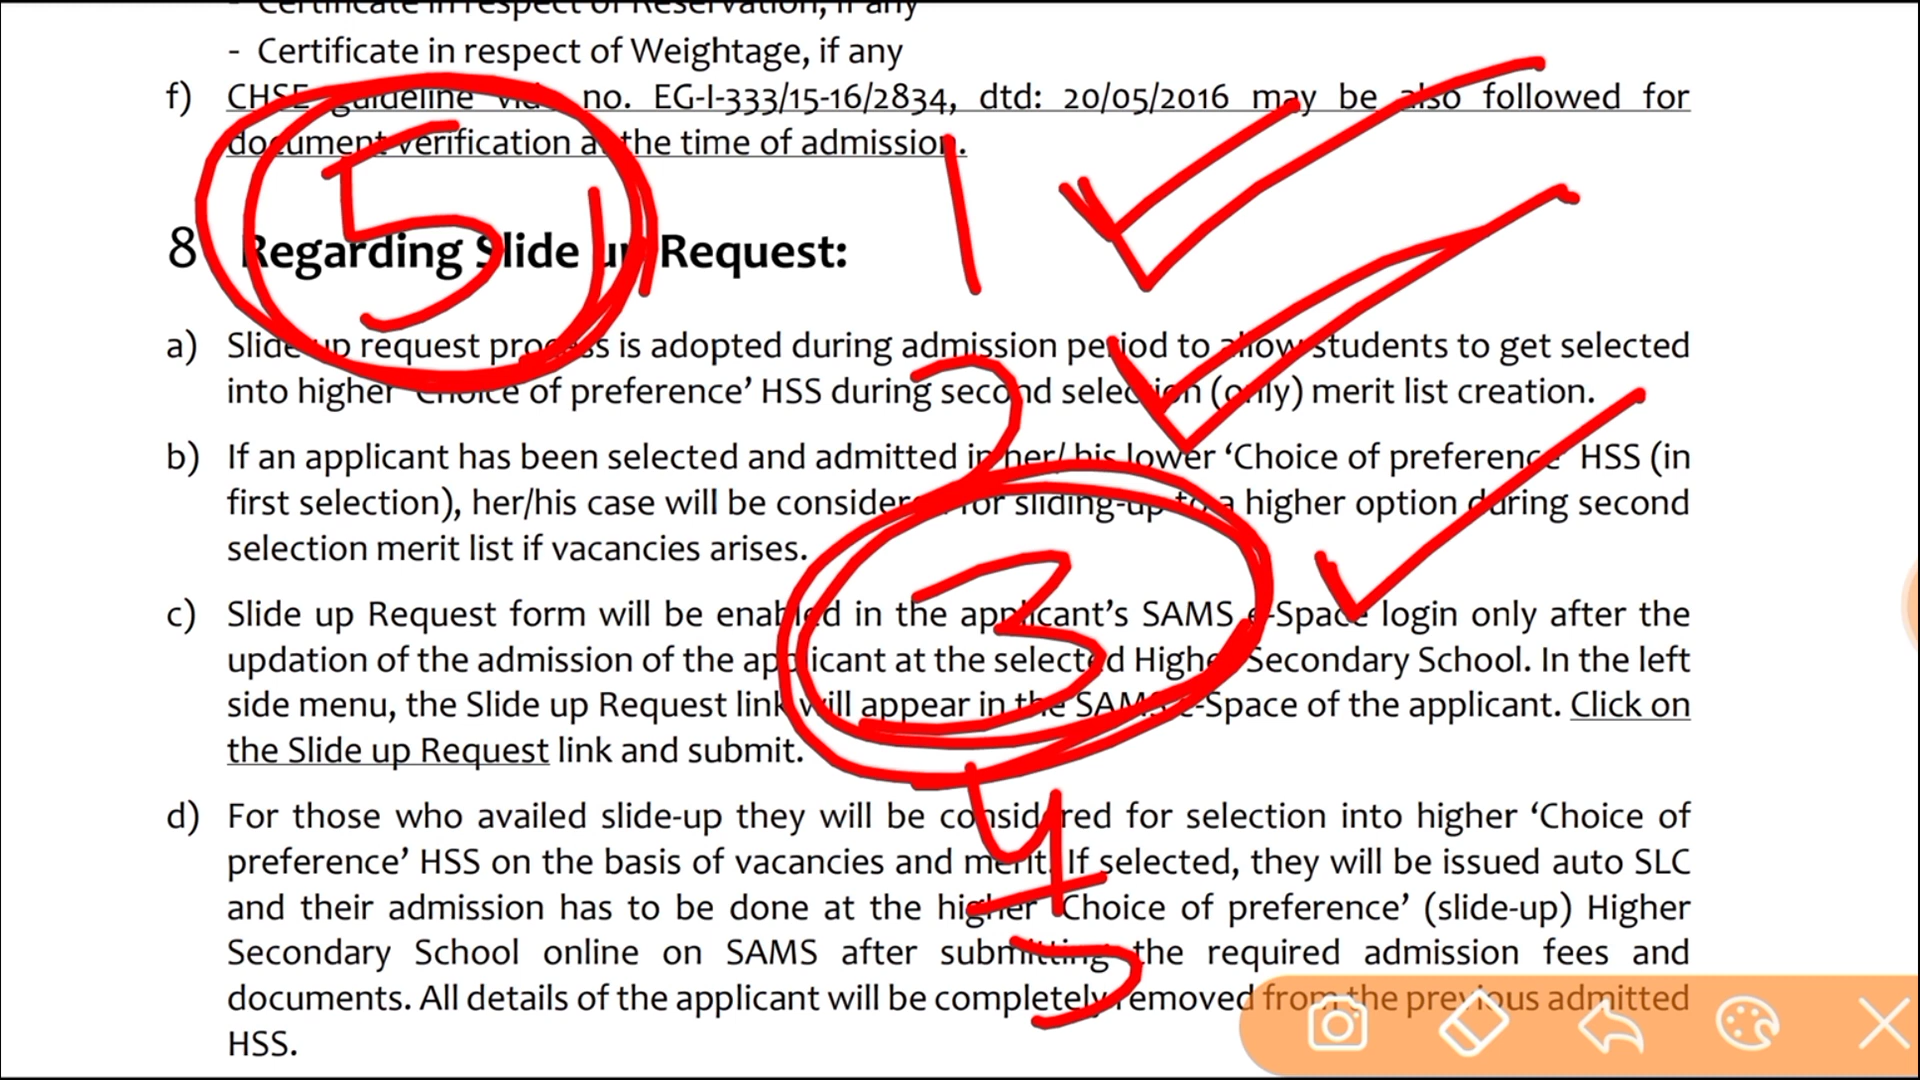 - Certificate in respect of Reservation, if any
- Certificate in respect of Weightage, if any
f) CHSE guideline vide no. EG-I-333/15-16/2834, dtd: 20/05/2016 may be also followed for
document verification at the time of admission.
5
1
8 Regarding Slide up Request:
a) Slide up request process is adopted during admission period to allow students to get selected
into higher ‘Choice of preference’ HSS during second selection (only) merit list creation.
2
b) If an applicant has been selected and admitted in her/ his lower ‘Choice of preference’ HSS (in
first selection), her/his case will be considered for sliding-up to a higher option during second
selection merit list if vacancies arises.
3
c) Slide up Request form will be enabled in the applicant’s SAMS e-Space login only after the
updation of the admission of the applicant at the selected Higher Secondary School. In the left
side menu, the Slide up Request link will appear in the SAMS e-Space of the applicant. Click on
the Slide up Request link and submit.
4
d) For those who availed slide-up they will be considered for selection into higher ‘Choice of
preference’ HSS on the basis of vacancies and merit. If selected, they will be issued auto SLC
and their admission has to be done at the higher ‘Choice of preference’ (slide-up) Higher
Secondary School online on SAMS after submitting the required admission fees and
documents. All details of the applicant will be completely removed from the previous admitted
HSS.